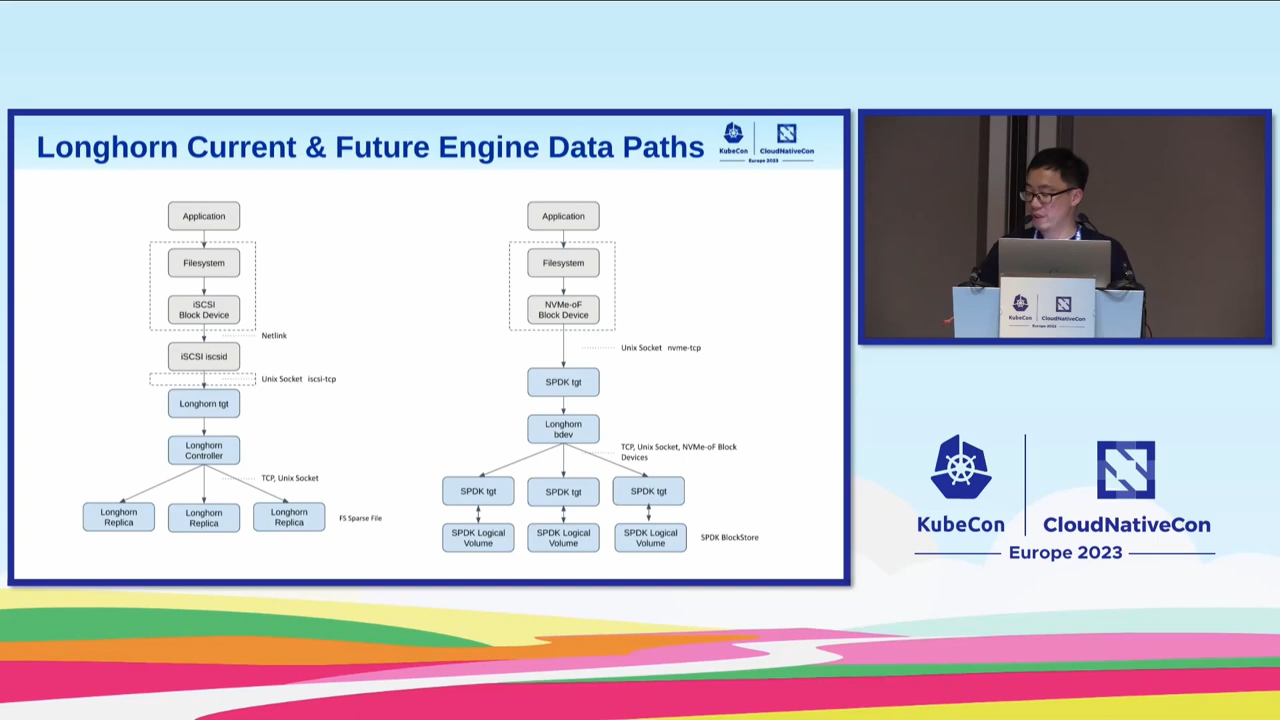 Longhorn Current & Future Engine Data Paths
KubeCon
CloudNativeCon
Europe 2023
Application
Filesystem
iSCSI
Block Device
Netlink
iSCSI iscsid
Unix Socket iscsi-tcp
Longhorn tgt
Longhorn
Controller
TCP, Unix Socket
Longhorn
Replica
Longhorn
Replica
Longhorn
Replica
FS Sparse File
Application
Filesystem
NVMe-oF
Block Device
Unix Socket nvme-tcp
SPDK tgt
Longhorn
bdev
TCP, Unix Socket, NVMe-oF Block
Devices
SPDK tgt
SPDK tgt
SPDK tgt
SPDK Logical
Volume
SPDK Logical
Volume
SPDK Logical
Volume
SPDK BlockStore
KubeCon
CloudNativeCon
Europe 2023
KubeCon
CloudNativeCon
Europe 2023